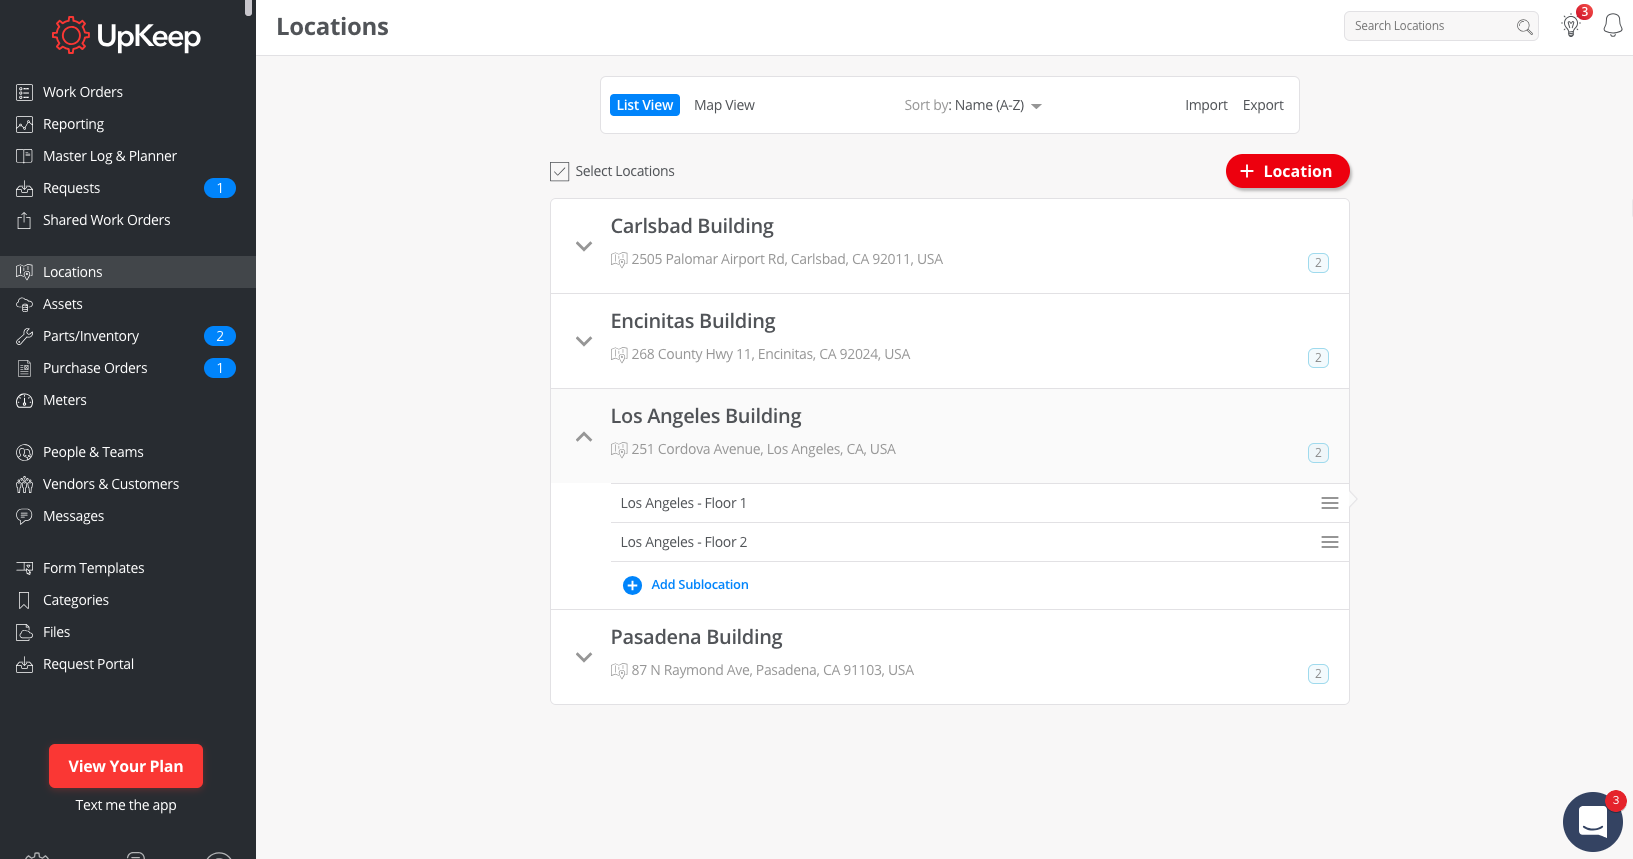 UpKeep
Work Orders
Reporting
Master Log & Planner
Requests 1
Shared Work Orders
Locations
Assets
Parts/Inventory 2
Purchase Orders 1
Meters
People & Teams
Vendors & Customers
Messages
Form Templates
Categories
Files
Request Portal
View Your Plan
Text me the app
Locations
Search Locations
3
List View Map View Sort by: Name (A-Z) Import Export
Select Locations
+ Location
Carlsbad Building
2505 Palomar Airport Rd, Carlsbad, CA 92011, USA
2
Encinitas Building
268 County Hwy 11, Encinitas, CA 92024, USA
2
Los Angeles Building
251 Cordova Avenue, Los Angeles, CA, USA
2
Los Angeles - Floor 1
Los Angeles - Floor 2
Add Sublocation
Pasadena Building
87 N Raymond Ave, Pasadena, CA 91103, USA
2
3